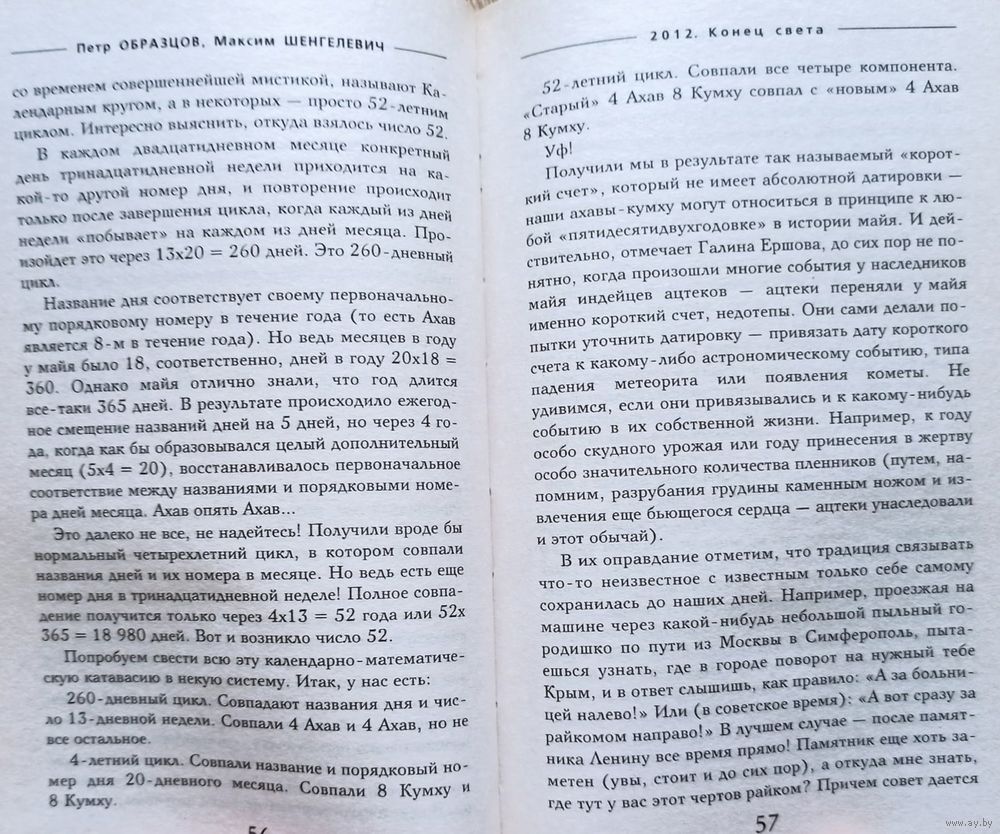 Петр ОБРАЗЦОВ, Максим ШЕНГЕЛЕВИЧ
со временем совершеннейшей мистикой, называют Ка-
лендарным кругом, а в некоторых — просто 52-летним
циклом. Интересно выяснить, откуда взялось число 52.
В каждом двадцатидневном месяце конкретный
день тринадцатидневной недели приходится на ка-
кой-то другой номер дня, и повторение происходит
только после завершения цикла, когда каждый из дней
недели «побывает» на каждом из дней месяца. Про-
изойдет это через 13х20 = 260 дней. Это 260-дневный
цикл.
Название дня соответствует своему первоначально-
му порядковому номеру в течение года (то есть Ахав
является 8-м в течение года). Но ведь месяцев в году
у майя было 18, соответственно, дней в году 20х18 =
360. Однако майя отлично знали, что год длится
все-таки 365 дней. В результате происходило ежегод-
ное смещение названий дней на 5 дней, но через 4 го-
да, когда как бы образовывался целый дополнительный
месяц (5х4 = 20), восстанавливалось первоначальное
соответствие между названиями и порядковыми номе-
ра дней месяца. Ахав опять Ахав...
Это далеко не все, не надейтесь! Получили вроде бы
нормальный четырехлетний цикл, в котором совпали
названия дней и их номера в месяце. Но ведь есть еще
номер дня в тринадцатидневной неделе! Полное совпа-
дение получится только через 4х13 = 52 года или 52х
365 = 18 980 дней. Вот и возникло число 52.
Попробуем свести всю эту календарно-математиче-
скую катавасию в некую систему. Итак, у нас есть:
260-дневный цикл. Совпадают названия дня и чис-
ло 13-дневной недели. Совпали 4 Ахав и 4 Ахав, но не
все остальное.
4-летний цикл. Совпали название и порядковый но-
мер дня 20-дневного месяца. Совпали 8 Кумху и
8 Кумху.
56
2012. Конец света
52-летний цикл. Совпали все четыре компонента.
«Старый» 4 Ахав 8 Кумху совпал с «новым» 4 Ахав
8 Кумху.
Уф!
Получили мы в результате так называемый «корот-
кий счет», который не имеет абсолютной датировки —
наши ахавы-кумху могут относиться в принципе к лю-
бой «пятидесятидвухгодовке» в истории майя. И дей-
ствительно, отмечает Галина Ершова, до сих пор не по-
нятно, когда произошли многие события у наследников
майя индейцев ацтеков — ацтеки переняли у майя
именно короткий счет, недотепы. Они сами делали по-
пытки уточнить датировку — привязать дату короткого
счета к какому-либо астрономическому событию, типа
падения метеорита или появления кометы. Не
удивимся, если они привязывались и к какому-нибудь
событию в их собственной жизни. Например, к году
особо скудного урожая или году принесения в жертву
особо значительного количества пленников (путем, на-
помним, разрубания грудины каменным ножом и из-
влечения еще бьющегося сердца — ацтеки унаследовали
и этот обычай).
В их оправдание отметим, что традиция связывать
что-то неизвестное с известным только себе самому
сохранилась до наших дней. Например, проезжая на
машине через какой-нибудь небольшой пыльный го-
родишко по пути из Москвы в Симферополь, пыта-
ешься узнать, где в городе поворот на нужный тебе
Крым, и в ответ слышишь, как правило: «А за больни-
цей налево!» Или (в советское время): «А вот сразу за
райкомом направо!» В лучшем случае — после памят-
ника Ленину все время прямо! Памятник еще хоть за-
метен (увы, стоит и до сих пор), а откуда мне знать,
где тут у вас этот чертов райком? Причем совет дается
57
www.ay.by